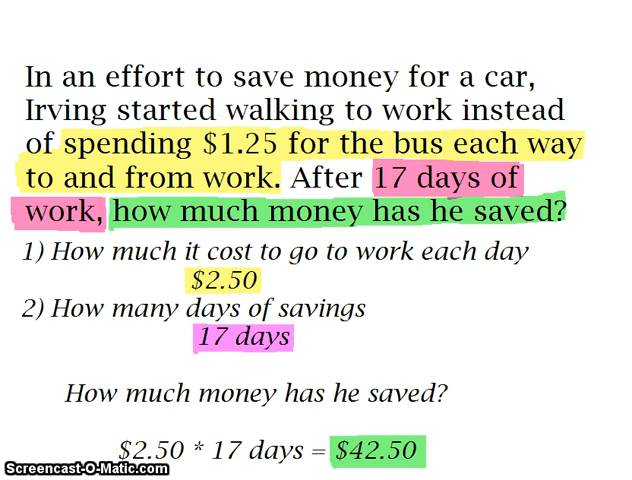 In an effort to save money for a car,
Irving started walking to work instead
of spending $1.25 for the bus each way
to and from work. After 17 days of
work, how much money has he saved?
1) How much it cost to go to work each day
$2.50
2) How many days of savings
17 days
How much money has he saved?
$2.50 * 17 days = $42.50
Screencast-O-Matic.com